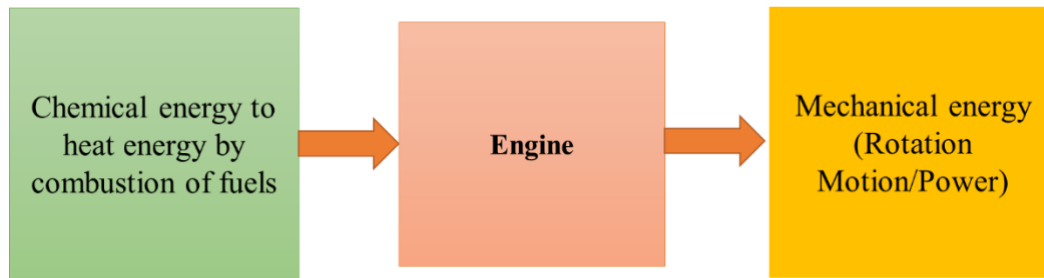 Chemical energy to
heat energy by
combustion of fuels
Engine
Mechanical energy
(Rotation
Motion/Power)